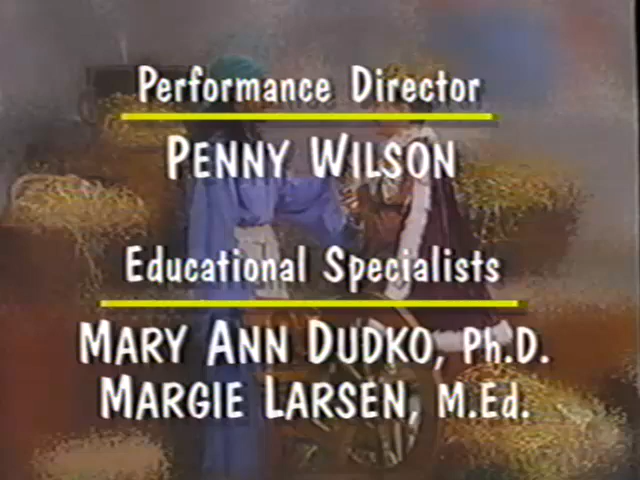 Performance Director
PENNY WILSON
Educational Specialists
MARY ANN DUDKO, Ph.D.
MARGIE LARSEN, M.Ed.